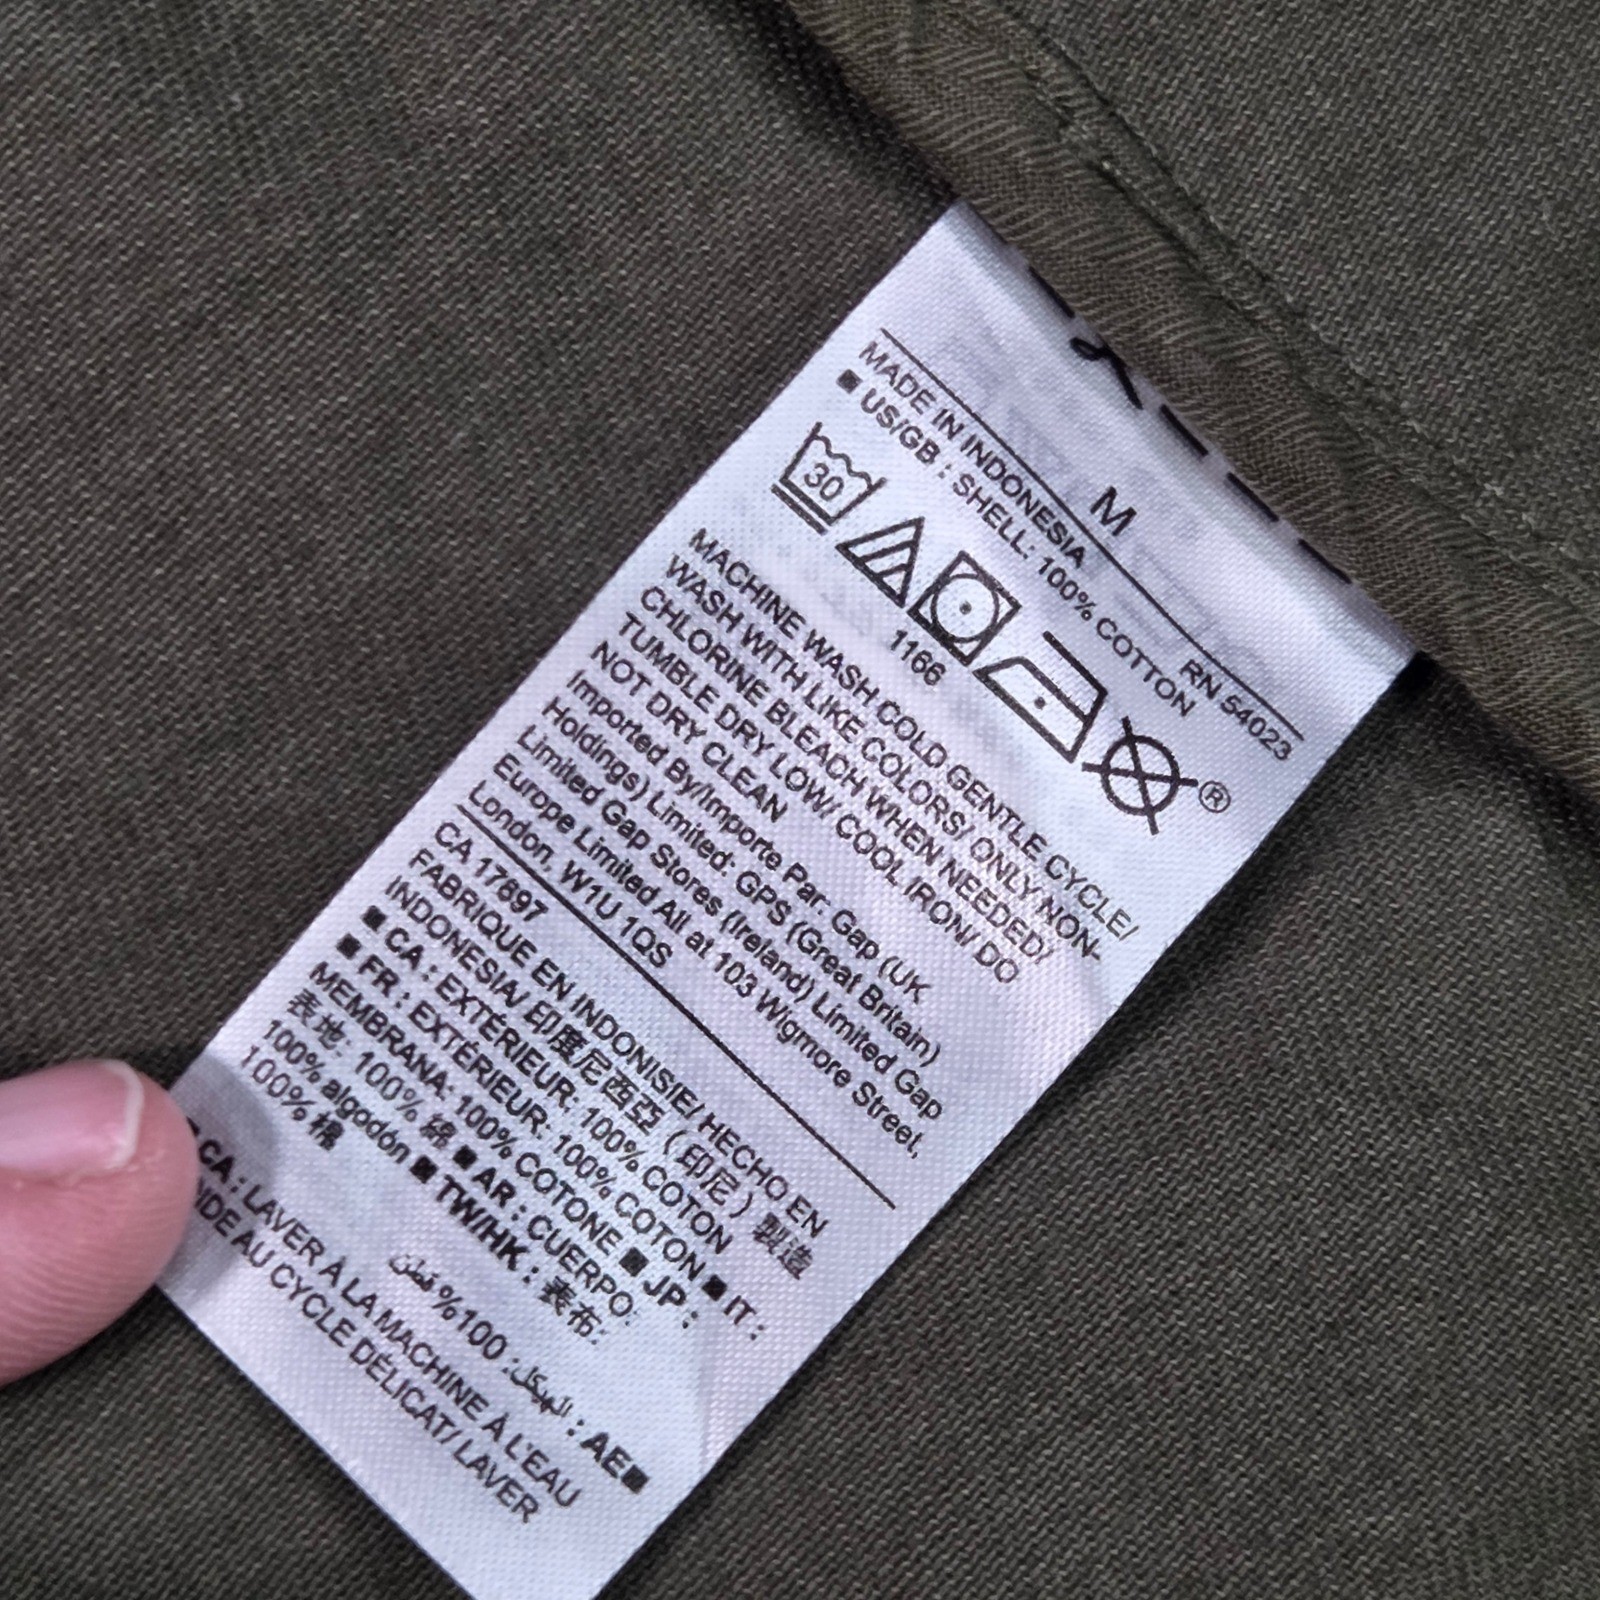 M
MADE IN INDONESIA RN 54023
■ US/GB : SHELL: 100% COTTON
30
®
1166
MACHINE WASH COLD GENTLE CYCLE/
WASH WITH LIKE COLORS/ ONLY NON-
CHLORINE BLEACH WHEN NEEDED/
TUMBLE DRY LOW/ COOL IRON/ DO
NOT DRY CLEAN
Imported By/Importe Par: Gap (UK
Holdings) Limited: GPS (Great Britain)
Limited Gap Stores (Ireland) Limited Gap
Europe Limited All at 103 Wigmore Street,
London, W1U 1QS
CA 17897
FABRIQUE EN INDONISIE/ HECHO EN
INDONESIA/ 印度尼西亞（印尼）製造
■ CA : EXTÉRIEUR: 100% COTON
■ FR : EXTÉRIEUR: 100% COTON ■ IT :
MEMBRANA: 100% COTONE ■ JP :
表地: 100% 綿 ■ AR : CUERPO:
100% algodón ■ TW/HK : 表布:
100% 棉
■AE : الهيكل: 100% قطن
CA : LAVER À LA MACHINE À L'EAU
AU CYCLE DÉLICAT/ LAVER